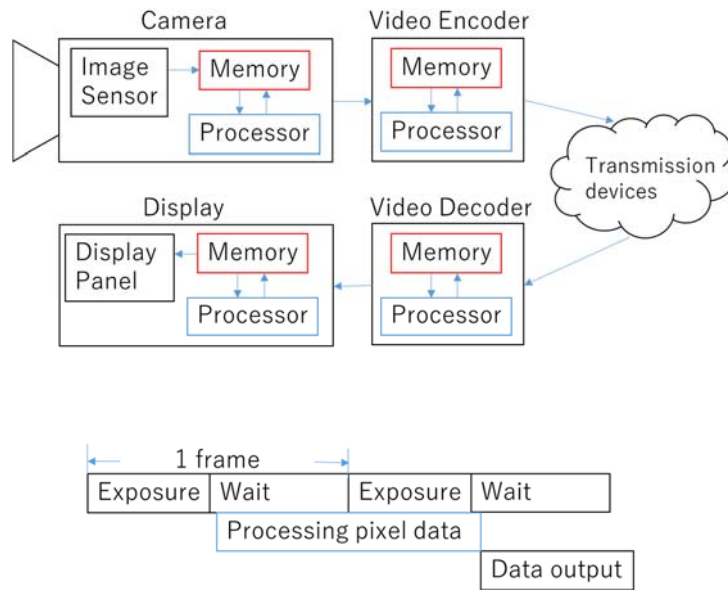 Camera
Video Encoder
Image
Sensor
Memory
Processor
Memory
Processor
Transmission
devices
Display
Video Decoder
Display
Panel
Memory
Processor
Memory
Processor
1 frame
Exposure
Wait
Exposure
Wait
Processing pixel data
Data output